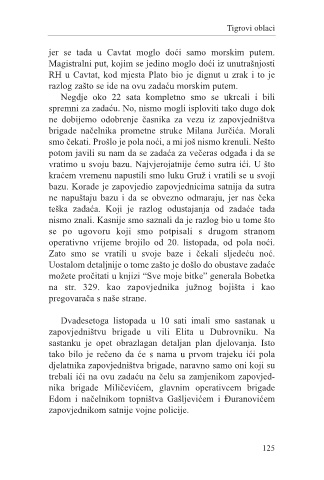 Tigrovi oblaci
jer se tada u Cavtat moglo doći samo morskim putem.
Magistralni put, kojim se jedino moglo doći iz unutrašnjosti
RH u Cavtat, kod mjesta Plato bio je dignut u zrak i to je
razlog zašto se ide na ovu zadaću morskim putem.
Negdje oko 22 sata kompletno smo se ukrcali i bili
spremni za zadaću. No, nismo mogli isploviti tako dugo dok
ne dobijemo odobrenje časnika za vezu iz zapovjedništva
brigade načelnika prometne struke Milana Jurčića. Morali
smo čekati. Prošlo je pola noći, a mi još nismo krenuli. Nešto
potom javili su nam da se zadaća za večeras odgađa i da se
vratimo u svoju bazu. Najvjerojatnije ćemo sutra ići. U što
kraćem vremenu napustili smo luku Gruž i vratili se u svoji
bazu. Korade je zapovjedio zapovjednicima satnija da sutra
ne napuštaju bazu i da se obvezno odmaraju, jer nas čeka
teška zadaća. Koji je razlog odustajanja od zadaće tada
nismo znali. Kasnije smo saznali da je razlog bio u tome što
se po ugovoru koji smo potpisali s drugom stranom
operativno vrijeme brojilo od 20. listopada, od pola noći.
Zato smo se vratili u svoje baze i čekali sljedeću noć.
Uostalom detaljnije o tome zašto je došlo do obustave zadaće
možete pročitati u knjizi “Sve moje bitke” generala Bobetka
na str. 329. kao zapovjednika južnog bojišta i kao
pregovarača s naše strane.
Dvadesetoga listopada u 10 sati imali smo sastanak u
zapovjedništvu brigade u vili Elita u Dubrovniku. Na
sastanku je opet obrazlagan detaljan plan djelovanja. Isto
tako bilo je rečeno da će s nama u prvom trajeku ići pola
djelatnika zapovjedništva brigade, naravno samo oni koji su
trebali ići na ovu zadaću na čelu sa zamjenikom zapovjed-
nika brigade Miličevićem, glavnim operativcem brigade
Edom i načelnikom topništva Gašljevićem i Đuranovićem
zapovjednikom satnije vojne policije.
125